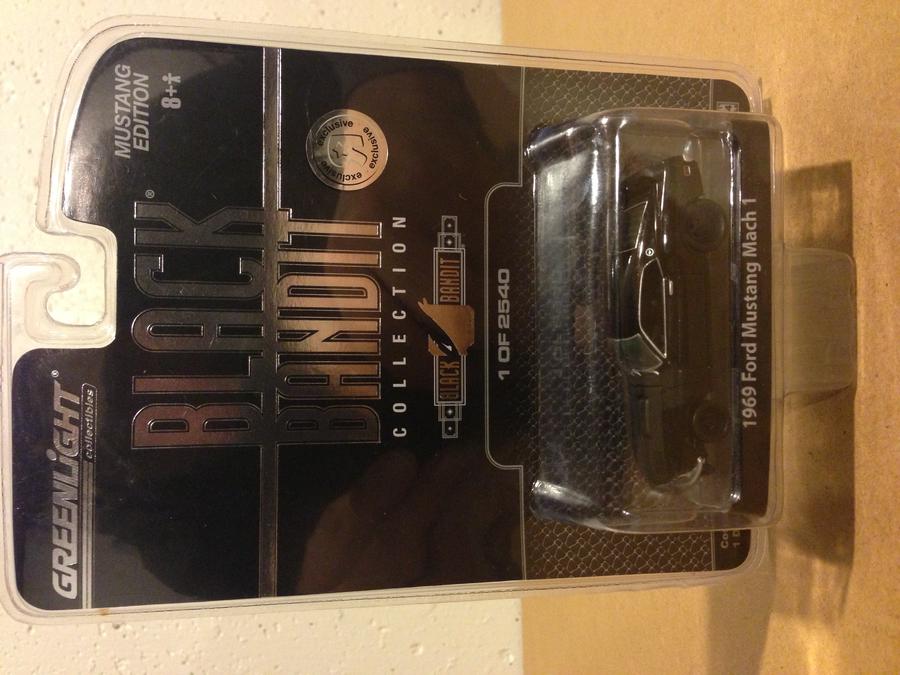 GREENLiGHT®
collectibles
MUSTANG
EDITION
8+
BLACK®
BANDIT
COLLECTION
exclusive
exclusive
exclusive
BLACK BANDIT
1 OF 2540
1969 Ford Mustang Mach 1